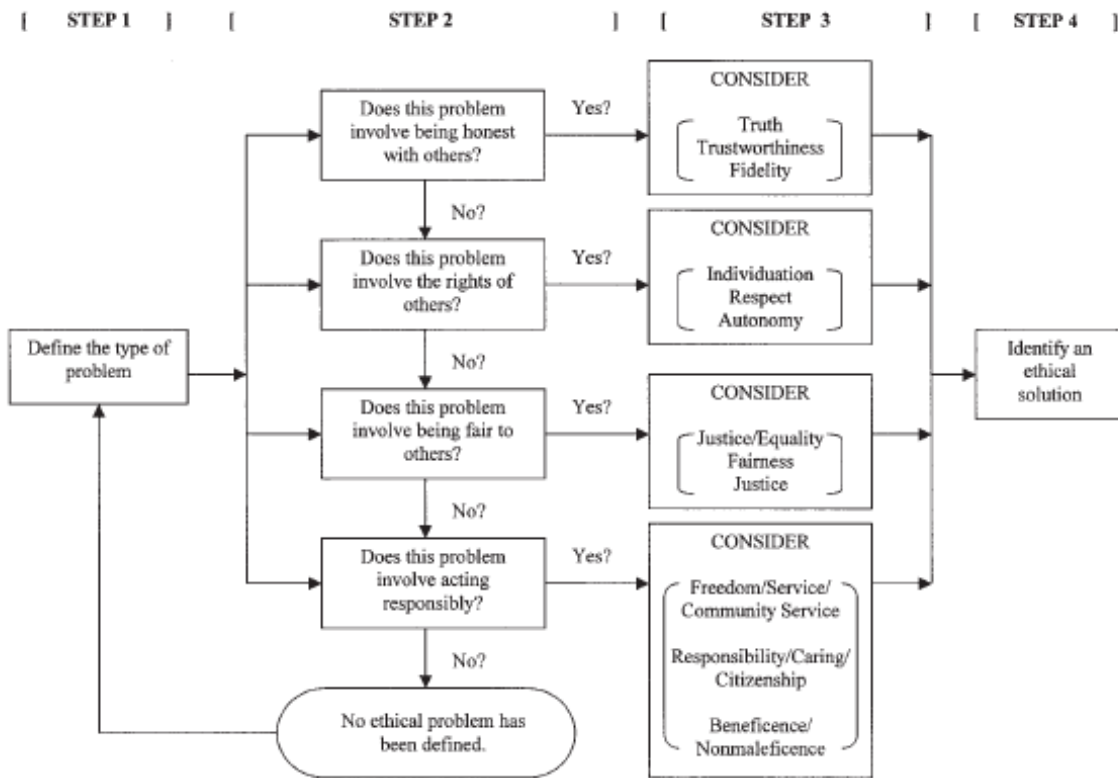 [ STEP 1 ] [ STEP 2 ] [ STEP 3 ] [ STEP 4 ]
Define the type of
problem
Does this problem
involve being honest
with others?
Yes?
CONSIDER
Truth
Trustworthiness
Fidelity
No?
Does this problem
involve the rights of
others?
Yes?
CONSIDER
Individuation
Respect
Autonomy
No?
Does this problem
involve being fair to
others?
Yes?
CONSIDER
Justice/Equality
Fairness
Justice
No?
Does this problem
involve acting
responsibly?
Yes?
CONSIDER
Freedom/Service/
Community Service
Responsibility/Caring/
Citizenship
Beneficence/
Nonmaleficence
No?
No ethical problem has
been defined.
Identify an
ethical
solution